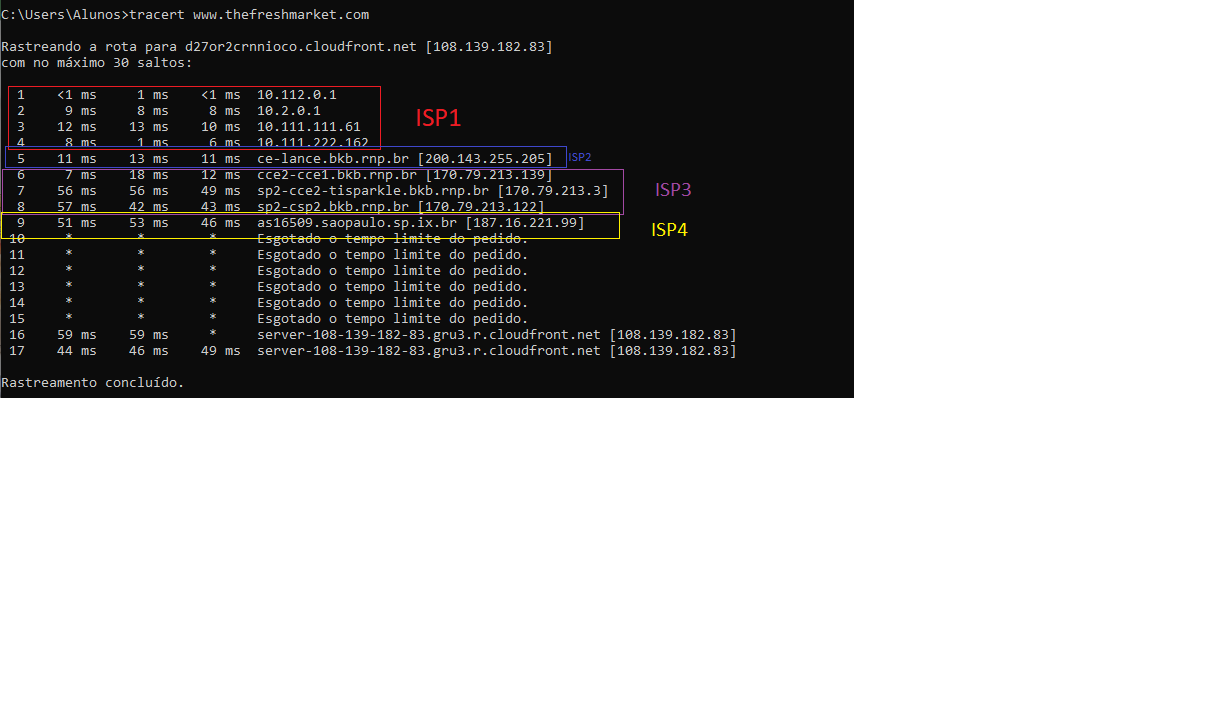 C:\Users\Alunos>tracert www.thefreshmarket.com
Rastreando a rota para d27or2crnnioco.cloudfront.net [108.139.182.83]
com no máximo 30 saltos:
1 <1 ms 1 ms <1 ms 10.112.0.1
2 9 ms 8 ms 8 ms 10.2.0.1
ISP1
3 12 ms 13 ms 10 ms 10.111.111.61
4 8 ms 1 ms 6 ms 10.111.222.162
5 11 ms 13 ms 11 ms ce-lance.bkb.rnp.br [200.143.255.205] ISP2
6 7 ms 18 ms 12 ms cce2-cce1.bkb.rnp.br [170.79.213.139]
7 56 ms 56 ms 49 ms sp2-cce2-tisparkle.bkb.rnp.br [170.79.213.3] ISP3
8 57 ms 42 ms 43 ms sp2-csp2.bkb.rnp.br [170.79.213.122]
9 51 ms 53 ms 46 ms as16509.saopaulo.sp.ix.br [187.16.221.99] ISP4
10 * * * Esgotado o tempo limite do pedido.
11 * * * Esgotado o tempo limite do pedido.
12 * * * Esgotado o tempo limite do pedido.
13 * * * Esgotado o tempo limite do pedido.
14 * * * Esgotado o tempo limite do pedido.
15 * * * Esgotado o tempo limite do pedido.
16 59 ms 59 ms * server-108-139-182-83.gru3.r.cloudfront.net [108.139.182.83]
17 44 ms 46 ms 49 ms server-108-139-182-83.gru3.r.cloudfront.net [108.139.182.83]
Rastreamento concluído.